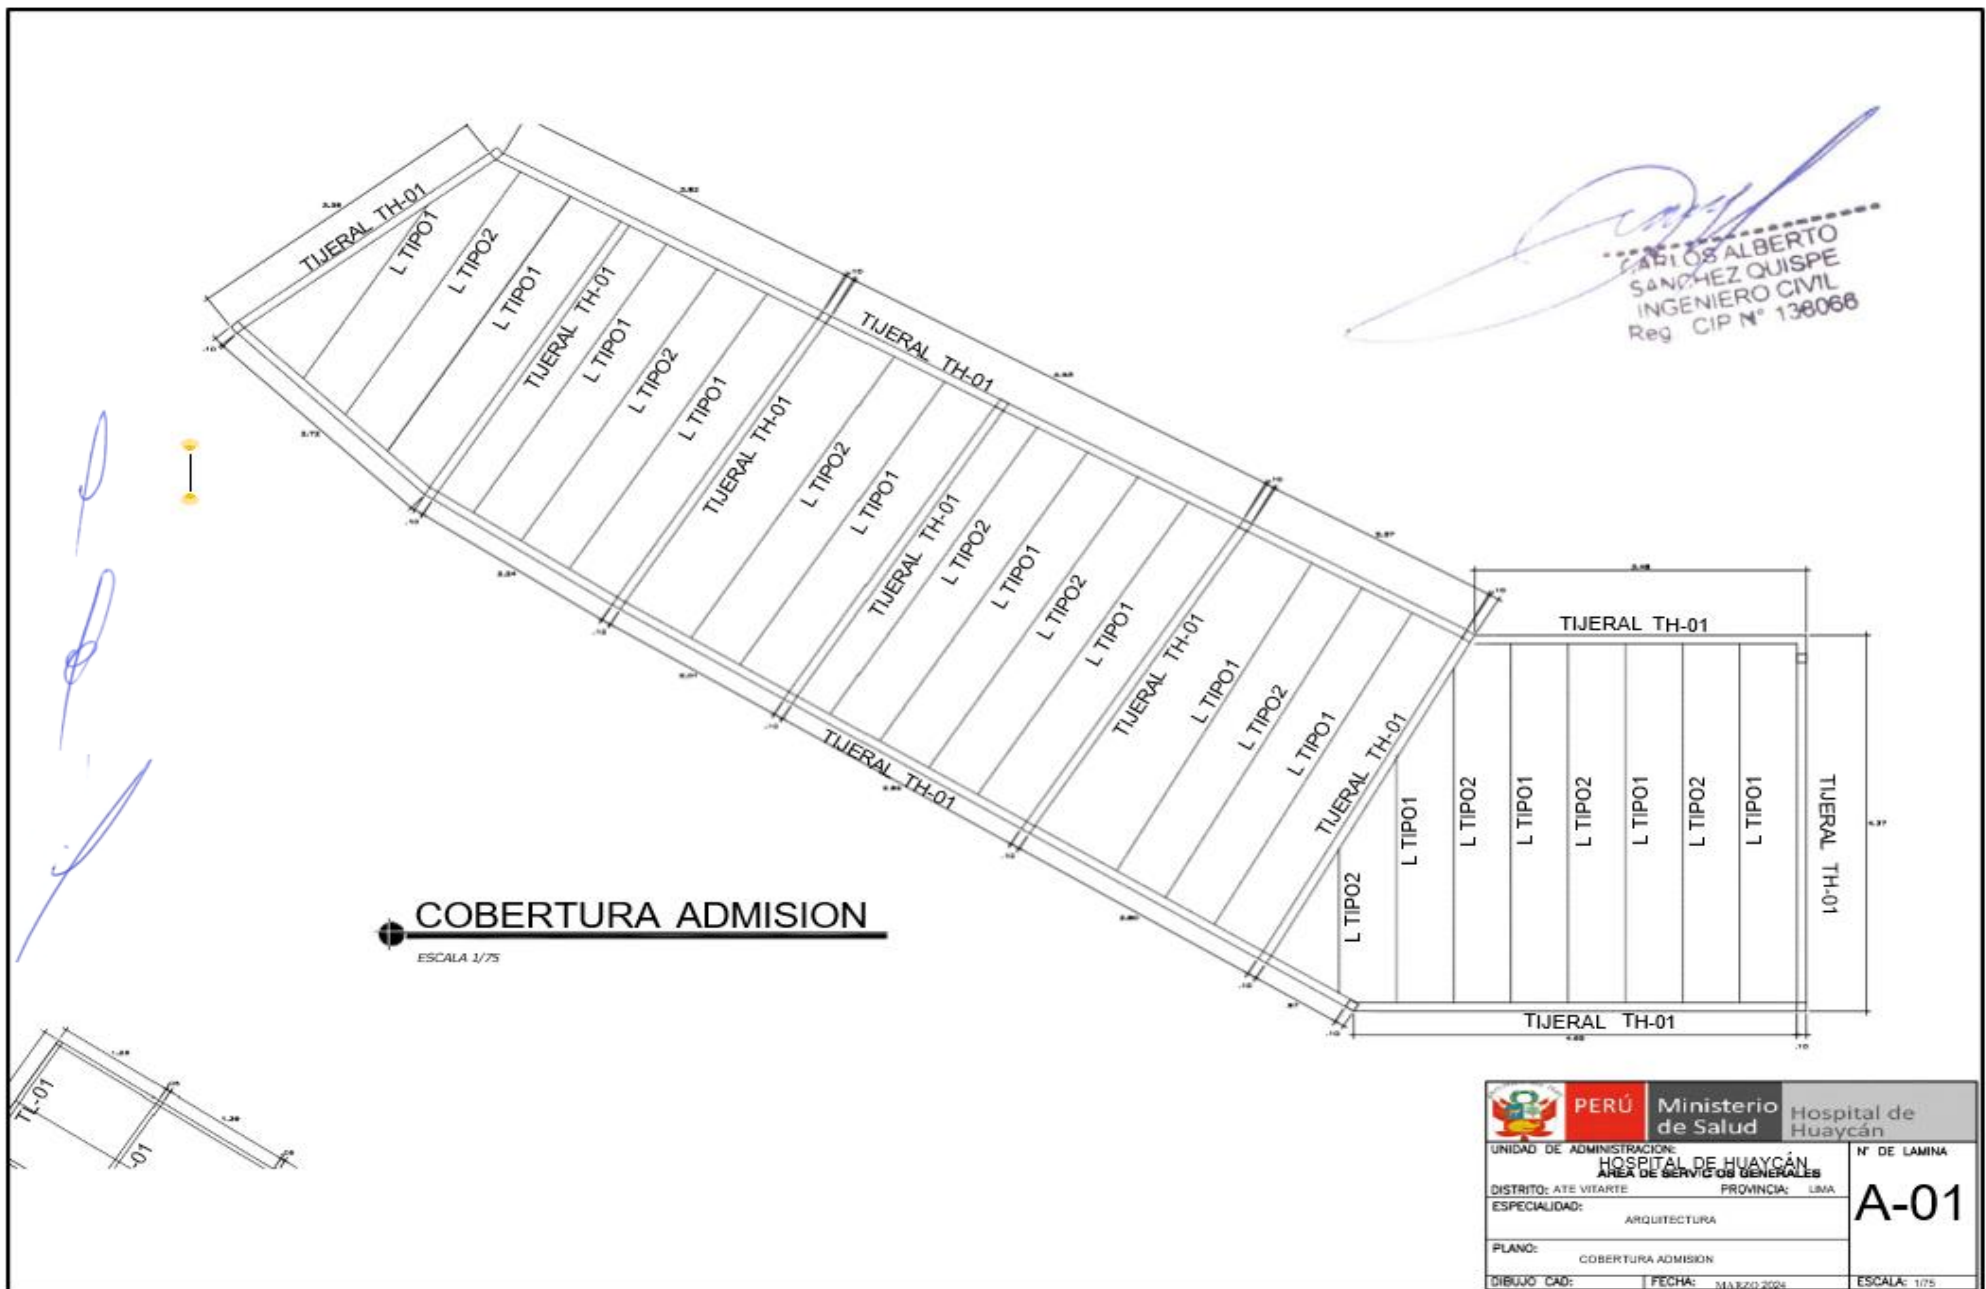 TIJERAL TH-01
L TIPO1
L TIPO2
L TIPO1
TIJERAL TH-01
L TIPO1
L TIPO2
L TIPO1
TIJERAL TH-01
TIJERAL TH-01
L TIPO2
L TIPO1
TIJERAL TH-01
L TIPO2
L TIPO1
L TIPO2
L TIPO1
TIJERAL TH-01
TIJERAL TH-01
L TIPO1
L TIPO2
L TIPO1
TIJERAL TH-01
TIJERAL TH-01
L TIPO2
L TIPO1
L TIPO2
L TIPO1
L TIPO2
L TIPO1
L TIPO2
L TIPO1
TIJERAL TH-01
TIJERAL TH-01
CARLOS ALBERTO
SANCHEZ QUISPE
INGENIERO CIVIL
Reg. CIP N° 136066
COBERTURA ADMISION
ESCALA 1/75
TL-01
-01
PERÚ
Ministerio
de Salud
Hospital de
Huaycán
UNIDAD DE ADMINISTRACION:
HOSPITAL DE HUAYCÁN
AREA DE SERVICIOS GENERALES
DISTRITO: ATE VITARTE PROVINCIA: LIMA
ESPECIALIDAD:
ARQUITECTURA
PLANO:
COBERTURA ADMISION
DIBUJO CAD:
FECHA: MARZO 2024
N° DE LAMINA
A-01
ESCALA: 1/75